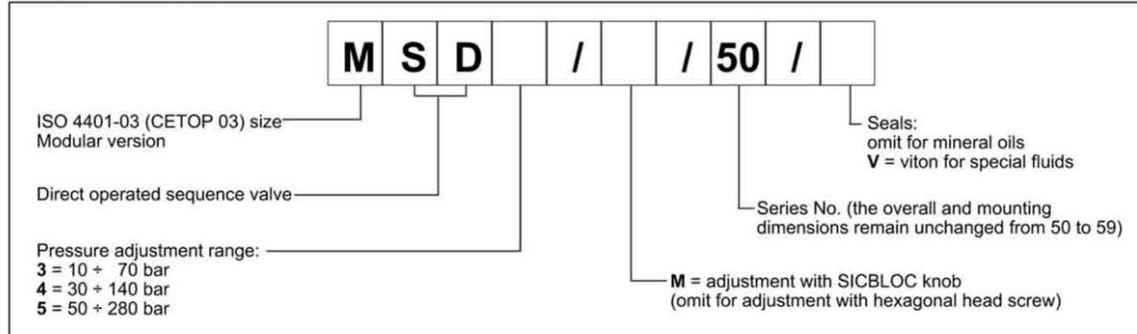 M S D / / 50 /
ISO 4401-03 (CETOP 03) size
Modular version
Direct operated sequence valve
Pressure adjustment range:
3 = 10 ÷ 70 bar
4 = 30 ÷ 140 bar
5 = 50 ÷ 280 bar
Seals:
omit for mineral oils
V = viton for special fluids
Series No. (the overall and mounting
dimensions remain unchanged from 50 to 59)
M = adjustment with SICBLOC knob
(omit for adjustment with hexagonal head screw)